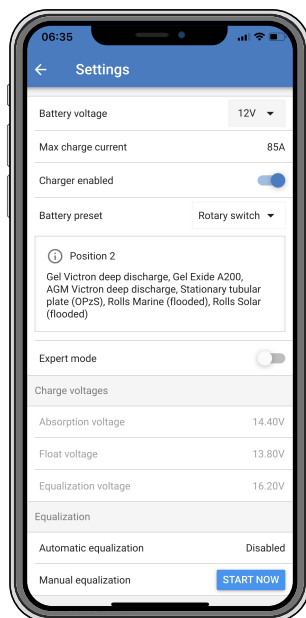 06:35
Settings
Battery voltage 12V
Max charge current 85A
Charger enabled
Battery preset Rotary switch
Position 2
Gel Victron deep discharge, Gel Exide A200,
AGM Victron deep discharge, Stationary tubular
plate (OPzS), Rolls Marine (flooded), Rolls Solar
(flooded)
Expert mode
Charge voltages
Absorption voltage 14.40V
Float voltage 13.80V
Equalization voltage 16.20V
Equalization
Automatic equalization Disabled
Manual equalization START NOW